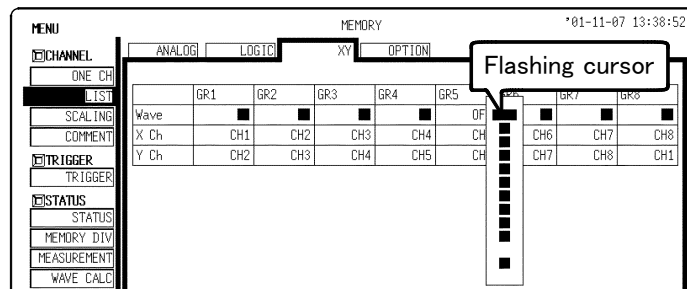 MENU MEMORY '01-11-07 13:38:52
CHANNEL ANALOG LOGIC XY OPTION
Flashing cursor
ONE CH
LIST GR1 GR2 GR3 GR4 GR5 GR7 GR8
SCALING Wave OF
COMMENT X Ch CH1 CH2 CH3 CH4 CH CH6 CH7 CH8
Y Ch CH2 CH3 CH4 CH5 CH CH7 CH8 CH1
TRIGGER
TRIGGER
STATUS
STATUS
MEMORY DIV
MEASUREMENT
WAVE CALC